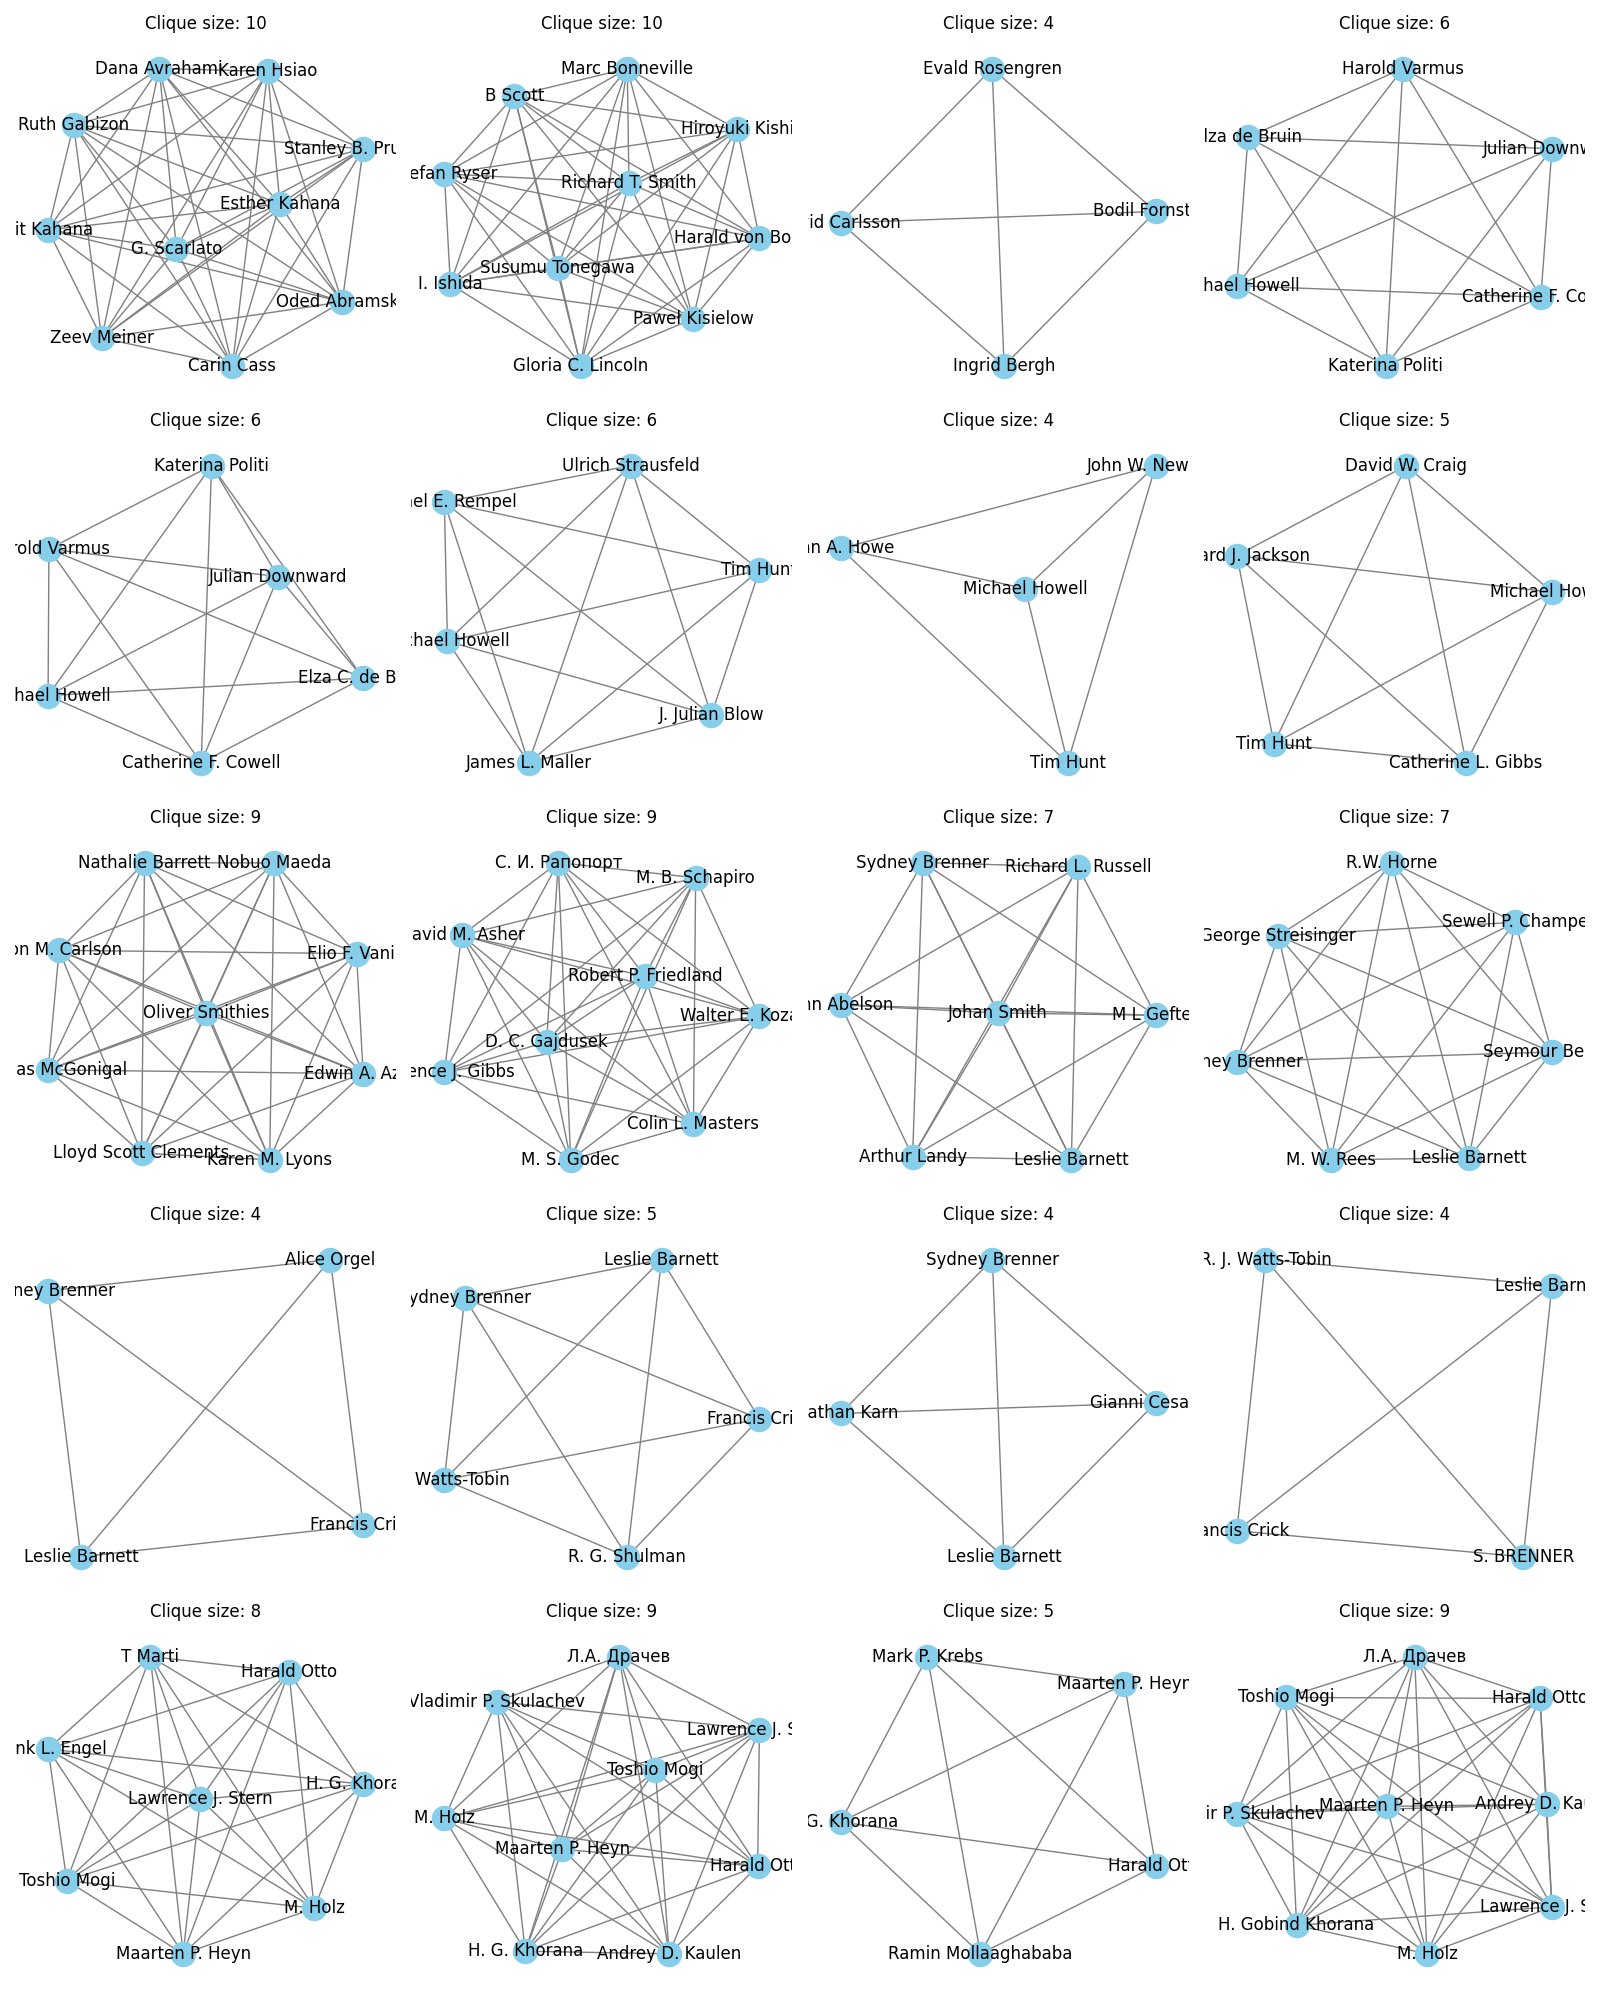 Clique size: 10
Dana Avrahami
Karen Hsiao
Ruth Gabizon
Stanley B. Pru
Esther Kahana
it Kahana
G. Scarlato
Oded Abramsk
Zeev Meiner
Carin Cass
Clique size: 10
Marc Bonneville
B Scott
Hiroyuki Kishi
efan Ryser
Richard T. Smith
Harald von Bo
Susumu Tonegawa
I. Ishida
Paweł Kisielow
Gloria C. Lincoln
Clique size: 4
Evald Rosengren
id Carlsson
Bodil Fornst
Ingrid Bergh
Clique size: 6
Harold Varmus
lza de Bruin
Julian Downw
hael Howell
Catherine F. Co
Katerina Politi
Clique size: 6
Katerina Politi
rold Varmus
Julian Downward
Elza C. de B
hael Howell
Catherine F. Cowell
Clique size: 6
Ulrich Strausfeld
el E. Rempel
Tim Hunt
chael Howell
J. Julian Blow
James L. Maller
Clique size: 4
John W. New
n A. Howe
Michael Howell
Tim Hunt
Clique size: 5
David W. Craig
ard J. Jackson
Michael How
Tim Hunt
Catherine L. Gibbs
Clique size: 9
Nathalie Barrett
Nobuo Maeda
on M. Carlson
Elio F. Vani
Oliver Smithies
as McGonigal
Edwin A. Az
Lloyd Scott Clements
Karen M. Lyons
Clique size: 9
С. И. Рапопорт
M. B. Schapiro
avid M. Asher
Robert P. Friedland
Walter E. Koza
D. C. Gajdusek
ence J. Gibbs
Colin L. Masters
M. S. Godec
Clique size: 7
Sydney Brenner
Richard L. Russell
n Abelson
Johan Smith
M L Gefte
Arthur Landy
Leslie Barnett
Clique size: 7
R.W. Horne
Sewell P. Champe
George Streisinger
Seymour Be
ney Brenner
M. W. Rees
Leslie Barnett
Clique size: 4
Alice Orgel
ney Brenner
Francis Cri
Leslie Barnett
Clique size: 5
Leslie Barnett
ydney Brenner
Francis Cri
Watts-Tobin
R. G. Shulman
Clique size: 4
Sydney Brenner
Gianni Cesa
athan Karn
Leslie Barnett
Clique size: 4
R. J. Watts-Tobin
Leslie Barn
ancis Crick
S. BRENNER
Clique size: 8
T Marti
Harald Otto
nk L. Engel
H. G. Khora
Lawrence J. Stern
Toshio Mogi
M. Holz
Maarten P. Heyn
Clique size: 9
Л.А. Драчев
Vladimir P. Skulachev
Lawrence J. S
Toshio Mogi
M. Holz
Maarten P. Heyn
Harald Ott
H. G. Khorana
Andrey D. Kaulen
Clique size: 5
Mark P. Krebs
Maarten P. Heyn
G. Khorana
Harald Ott
Ramin Mollaaghababa
Clique size: 9
Л.А. Драчев
Toshio Mogi
Harald Otto
ir P. Skulachev
Maarten P. Heyn
Andrey D. Kau
Lawrence J. S
H. Gobind Khorana
M. Holz